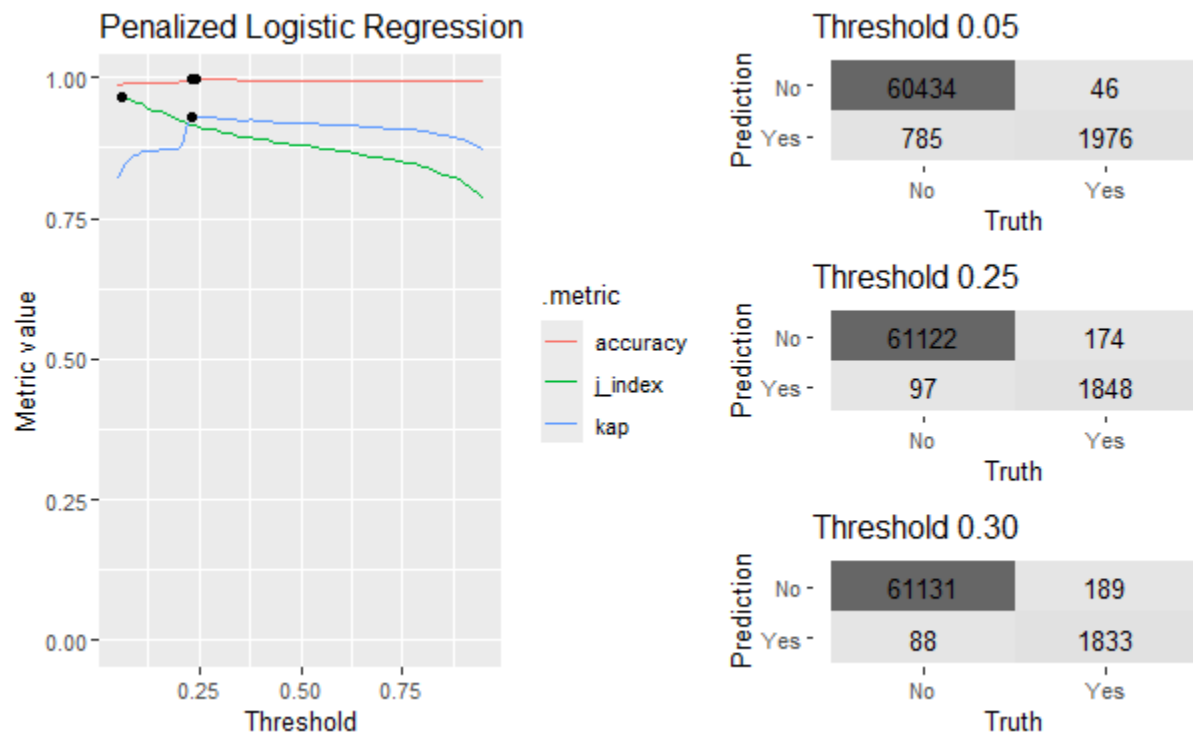 Penalized Logistic Regression
1.00
0.75
0.50
0.25
0.00
Metric value
0.25 0.50 0.75
Threshold
.metric
accuracy
j_index
kap
Threshold 0.05
Prediction
No 60434 46
Yes 785 1976
No Yes
Truth
Threshold 0.25
Prediction
No 61122 174
Yes 97 1848
No Yes
Truth
Threshold 0.30
Prediction
No 61131 189
Yes 88 1833
No Yes
Truth